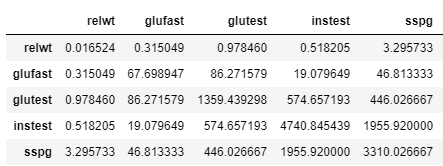 relwt glufast glutest instest sspg
relwt 0.016524 0.315049 0.978460 0.518205 3.295733
glufast 0.315049 67.698947 86.271579 19.079649 46.813333
glutest 0.978460 86.271579 1359.439298 574.657193 446.026667
instest 0.518205 19.079649 574.657193 4740.845439 1955.920000
sspg 3.295733 46.813333 446.026667 1955.920000 3310.026667